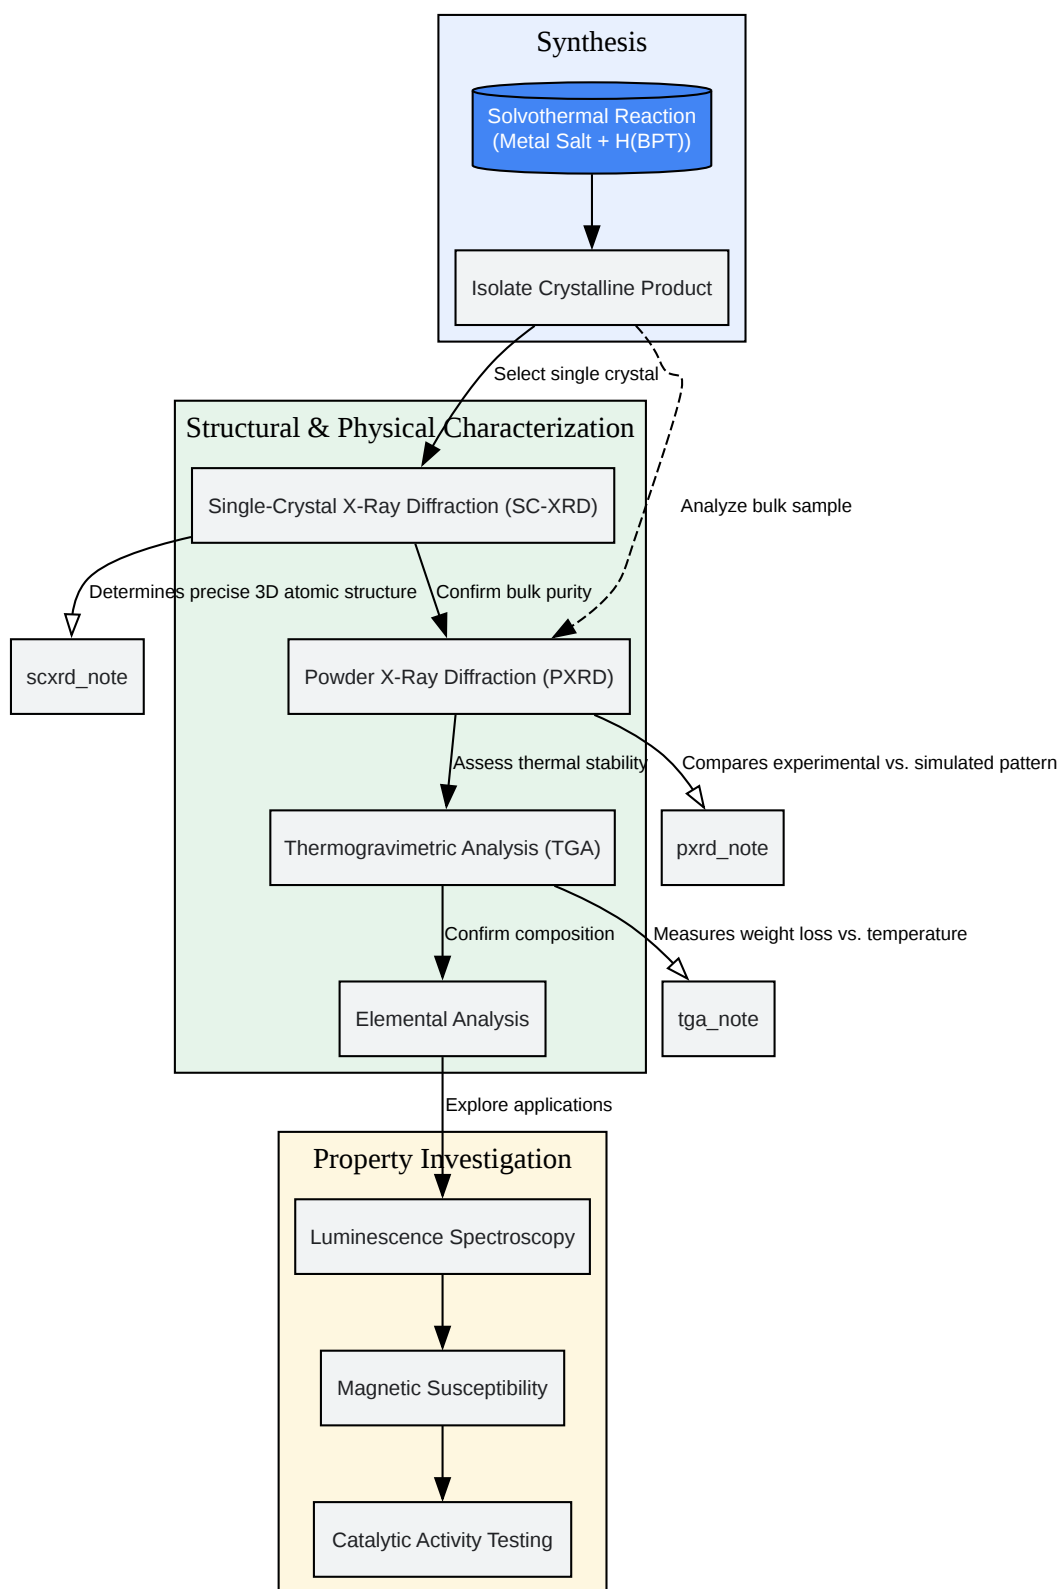 Synthesis
Solvothermal Reaction
(Metal Salt + H(BPT))
Isolate Crystalline Product
Select single crystal
Structural & Physical Characterization
Single-Crystal X-Ray Diffraction (SC-XRD)
Analyze bulk sample
Determines precise 3D atomic structure
Confirm bulk purity
scxrd_note
Powder X-Ray Diffraction (PXRD)
Assess thermal stability
Compares experimental vs. simulated pattern
Thermogravimetric Analysis (TGA)
pxrd_note
Confirm composition
Measures weight loss vs. temperature
Elemental Analysis
tga_note
Explore applications
Property Investigation
Luminescence Spectroscopy
Magnetic Susceptibility
Catalytic Activity Testing